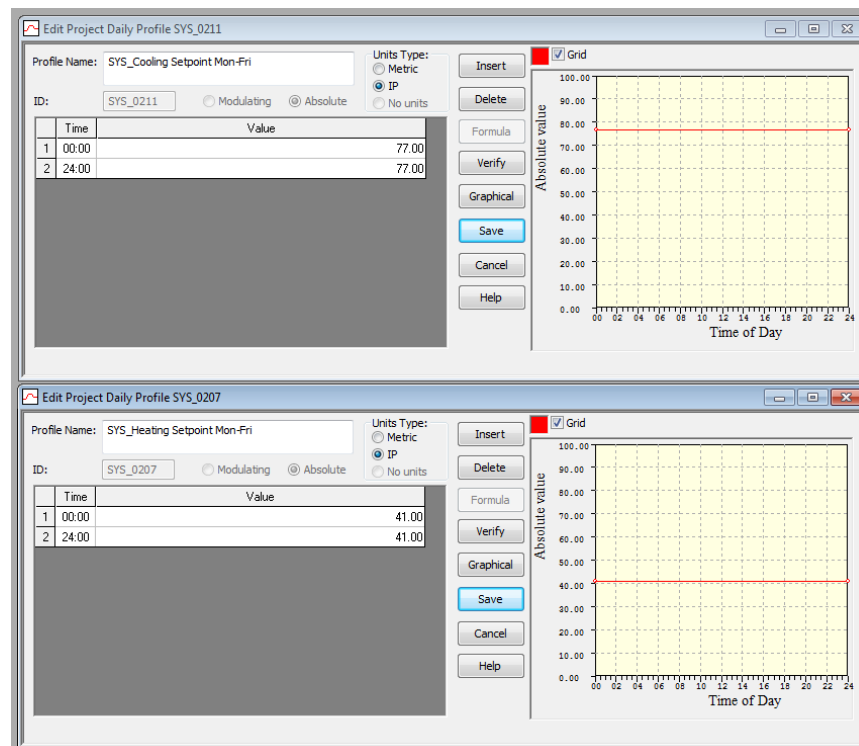 Edit Project Daily Profile SYS_0211
Profile Name: SYS_Cooling Setpoint Mon-Fri
Units Type:
Metric
IP
No units
ID: SYS_0211 Modulating Absolute
Time Value
1 00:00 77.00
2 24:00 77.00
Insert
Delete
Formula
Verify
Graphical
Save
Cancel
Help
Grid
Absolute value
100.00
90.00
80.00
70.00
60.00
50.00
40.00
30.00
20.00
10.00
0.00
00 02 04 06 08 10 12 14 16 18 20 22 24
Time of Day
Edit Project Daily Profile SYS_0207
Profile Name: SYS_Heating Setpoint Mon-Fri
Units Type:
Metric
IP
No units
ID: SYS_0207 Modulating Absolute
Time Value
1 00:00 41.00
2 24:00 41.00
Insert
Delete
Formula
Verify
Graphical
Save
Cancel
Help
Grid
Absolute value
100.00
90.00
80.00
70.00
60.00
50.00
40.00
30.00
20.00
10.00
0.00
00 02 04 06 08 10 12 14 16 18 20 22 24
Time of Day